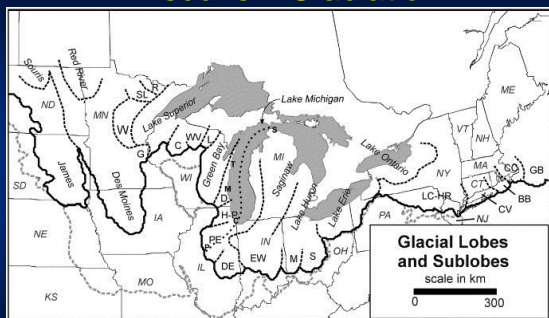 Souris
Red River
ND
MN
SL
R
W
Lake Superior
G
C
WV
L
Green Bay
Lake Michigan
S
T
M
D
H-P
C
MI
Saginaw
Lake Huron
Lake Erie
Lake Ontario
NY
VT
NH
ME
MA
CT
CO
GB
BB
CV
NJ
LC-HR
PA
James
Des Moines
SD
WI
IA
NE
PE
P
IL
DE
EW
IN
M
S
OH
KS
MO
Glacial Lobes
and Sublobes
scale in km
0
300